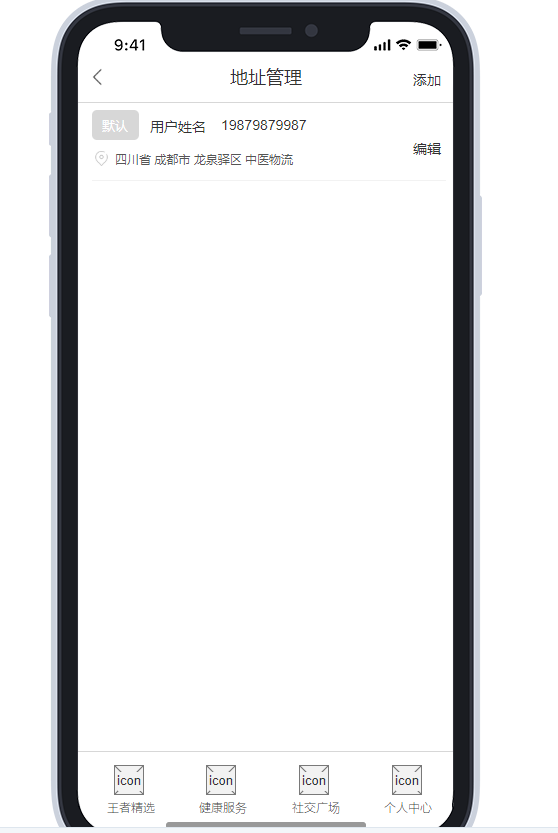 9:41
地址管理 添加
默认 用户姓名 19879879987
四川省 成都市 龙泉驿区 中医物流
编辑
icon icon icon icon
王者精选 健康服务 社交广场 个人中心